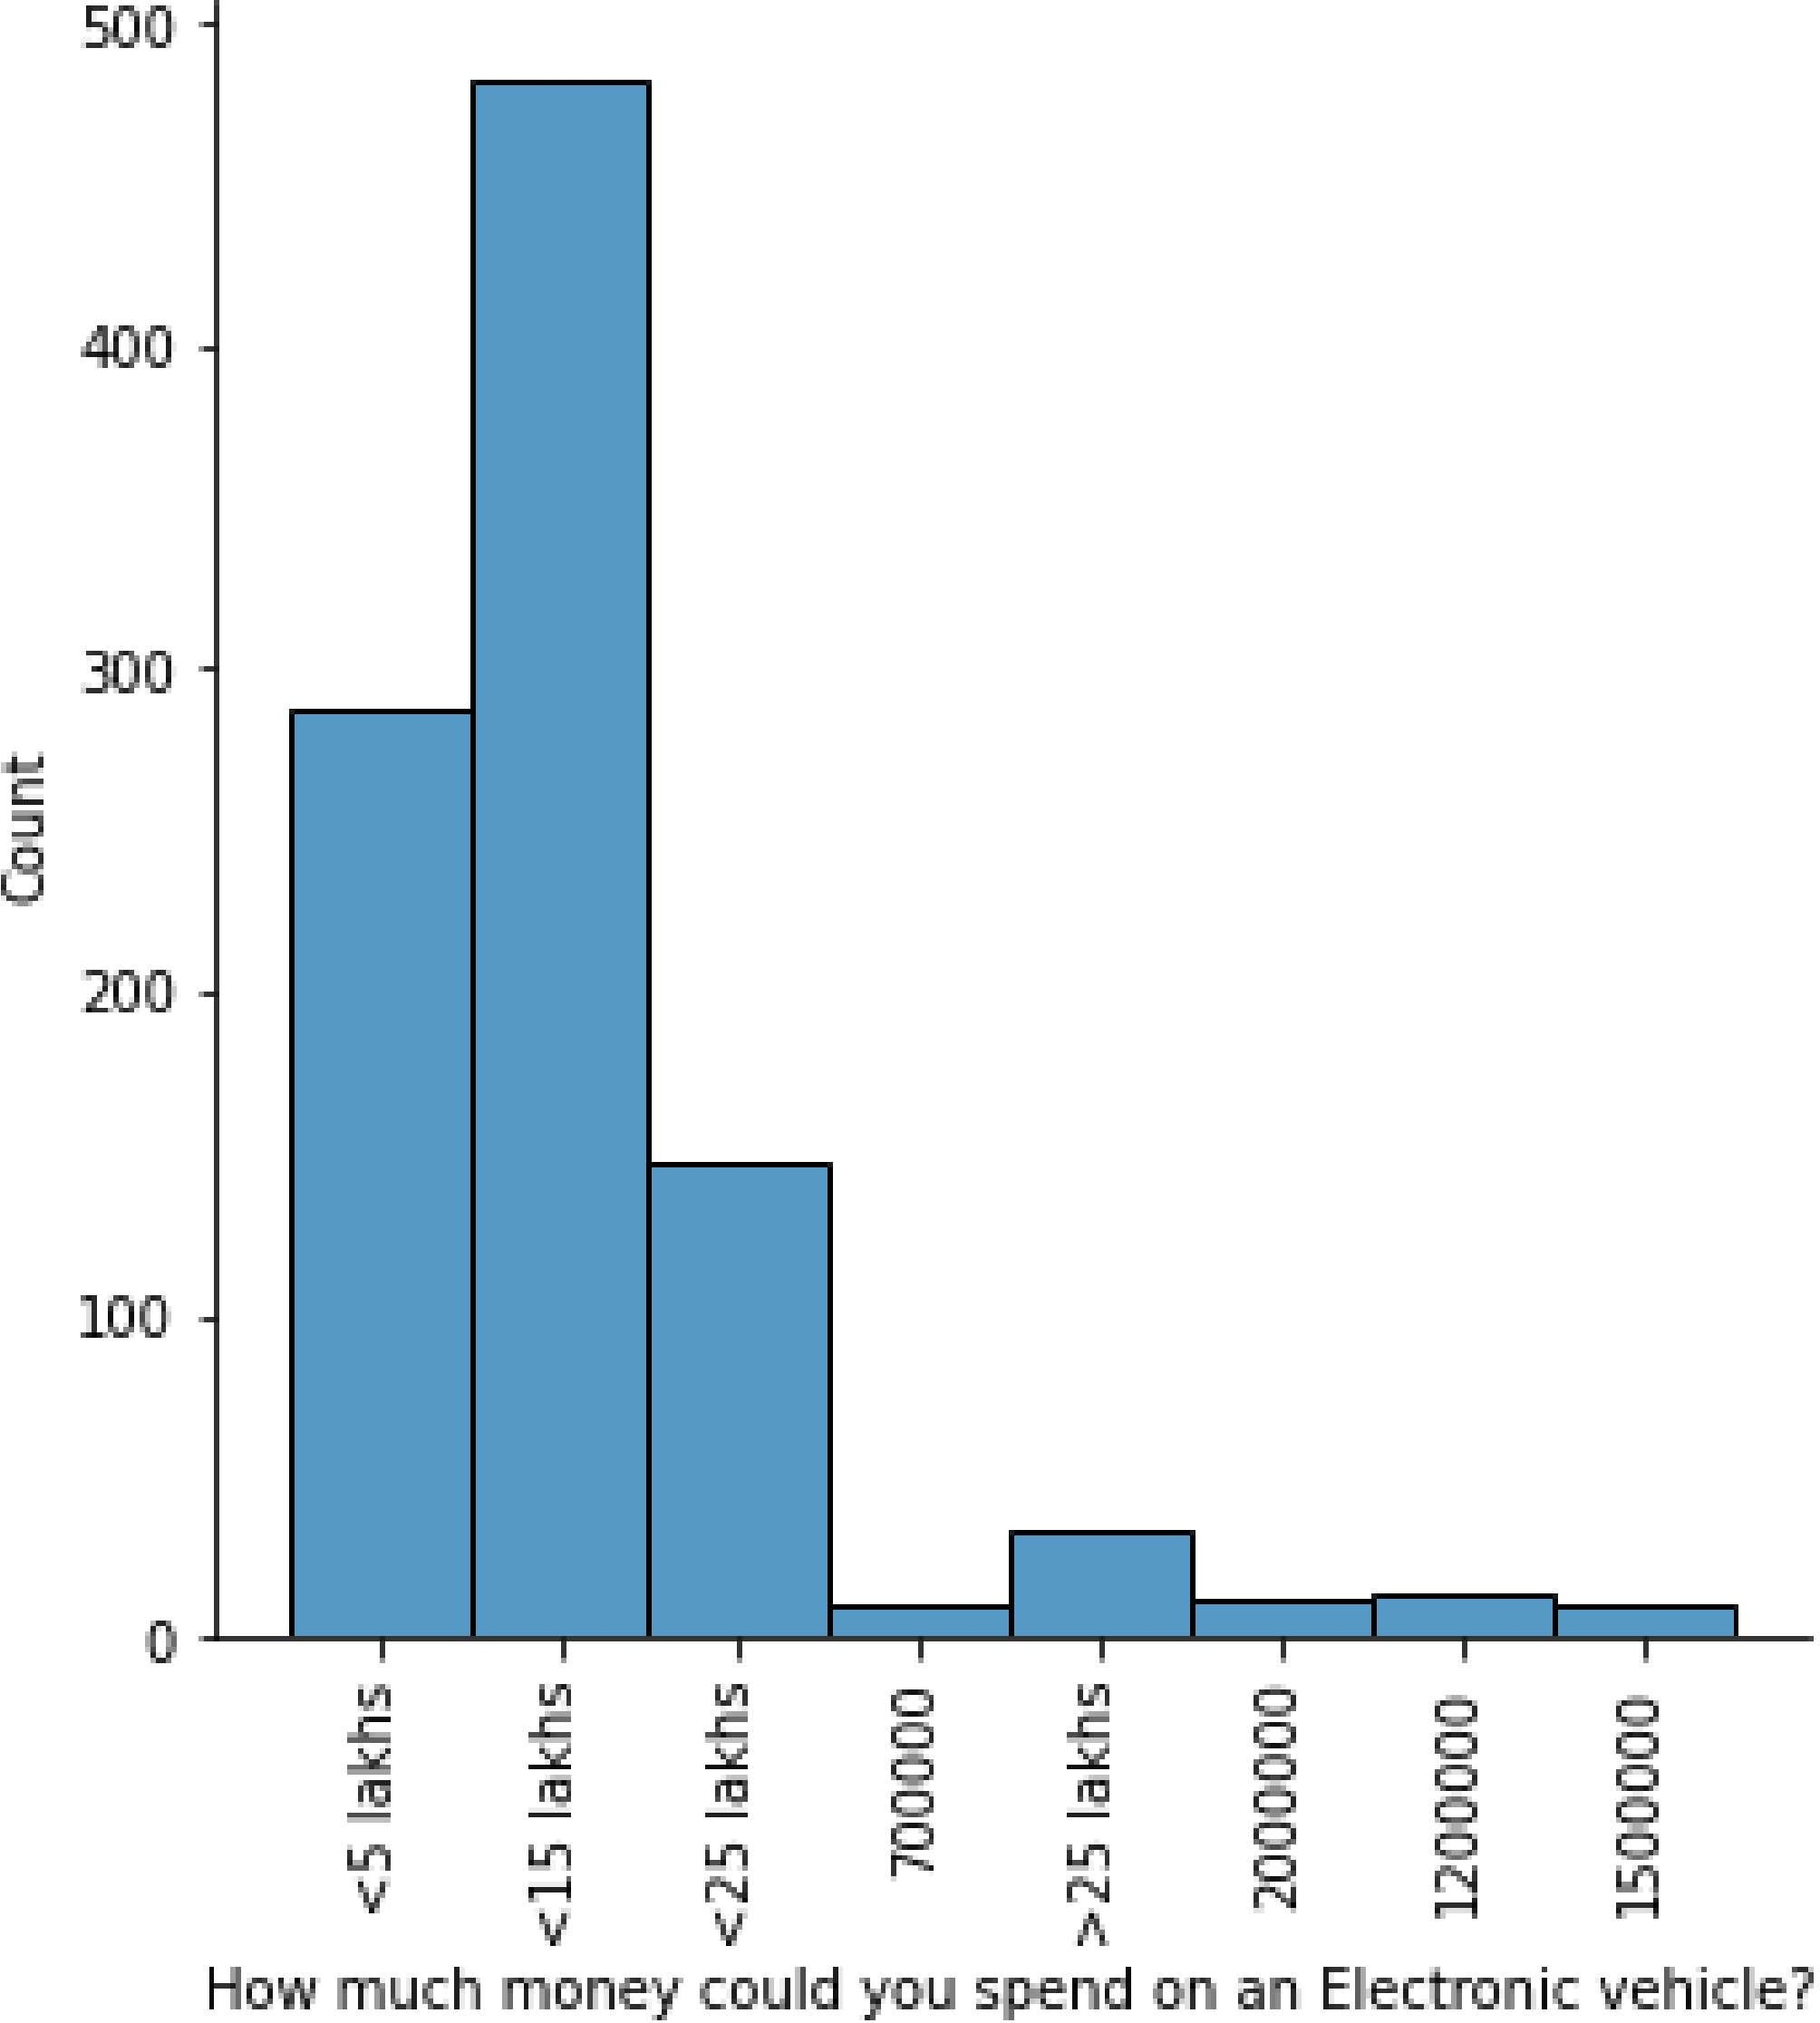 500
400
300
200
100
0
Count
<5 lakhs
<15 lakhs
<25 lakhs
700000
>25 lakhs
2000000
1200000
1500000
How much money could you spend on an Electronic vehicle?